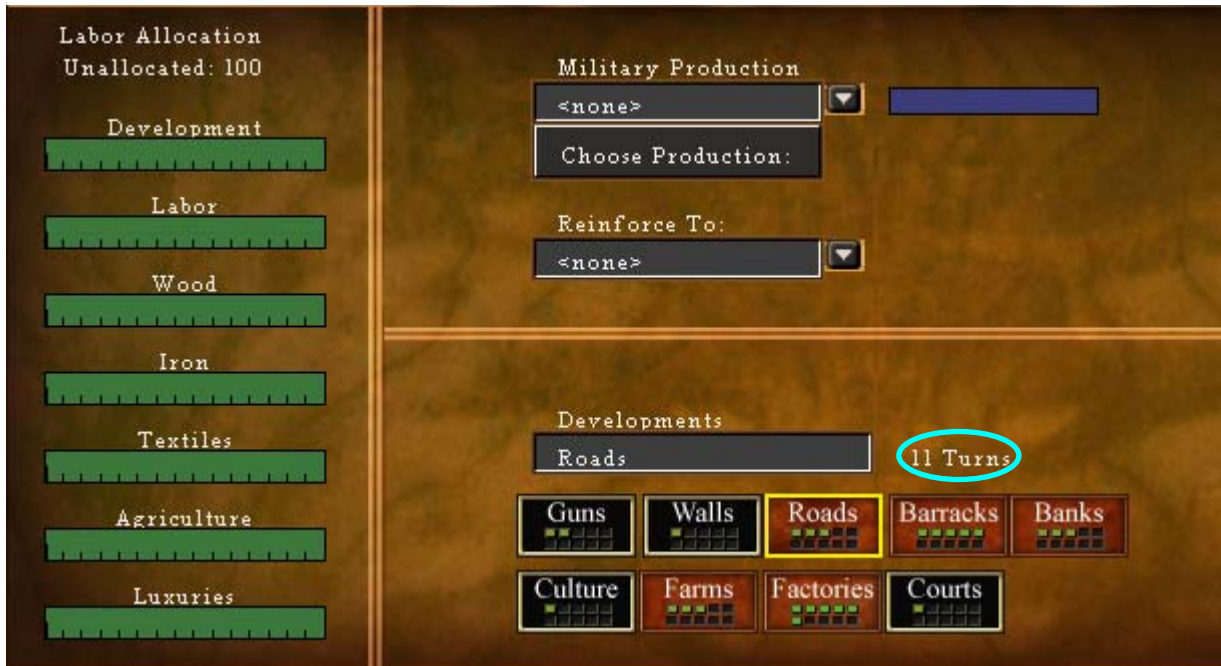 Labor Allocation
Unallocated: 100
Development
Labor
Wood
Iron
Textiles
Agriculture
Luxuries
Military Production
<none>
Choose Production:
Reinforce To:
<none>
Developments
Roads
11 Turns
Guns
Walls
Roads
Barracks
Banks
Culture
Farms
Factories
Courts